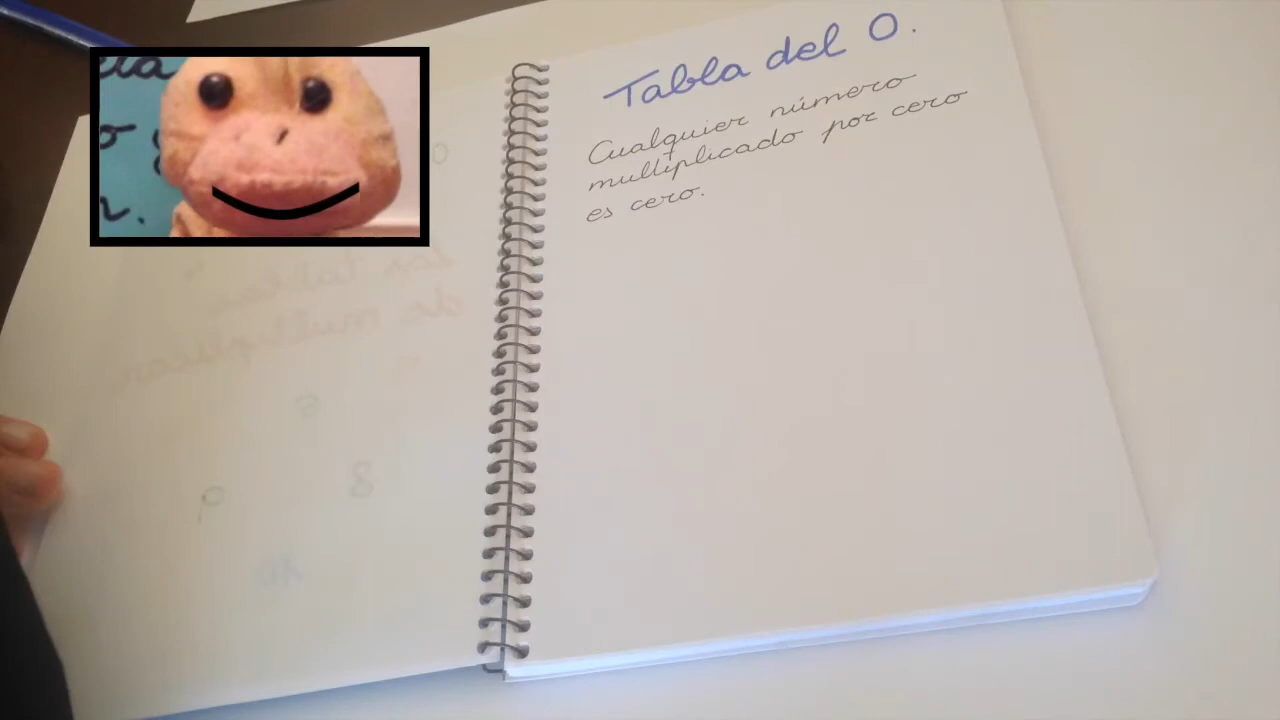 Tabla del 0.
Cualquier número
multiplicado por cero
es cero.